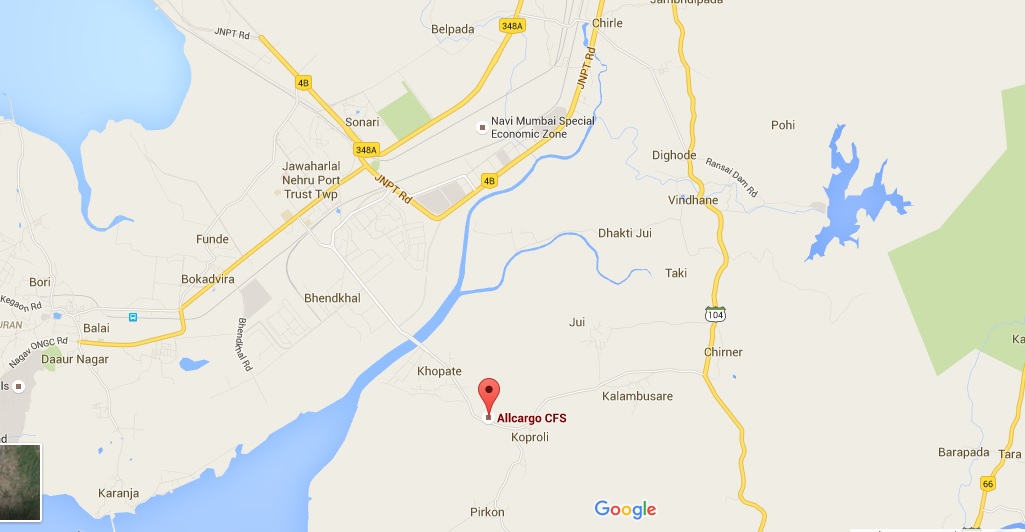 Jambhulpada
Chirle
Belpada
348A
JNPT Rd
4B
JNPT Rd
Sonari
Navi Mumbai Special
Economic Zone
Pohi
348A
Dighode
Ransai Dam Rd
Jawaharlal
Nehru Port
Trust Twp
JNPT Rd
4B
Vindhane
Funde
Dhakti Jui
Taki
Bokadvira
Bori
Bhendkhal
Kegaon Rd
104
URAN
Balai
Jui
Bhendkhal Rd
Nagav ONGC Rd
Daaur Nagar
Chirner
Ka
Khopate
ls
Kalambusare
Allcargo CFS
Koproli
d
Barapada
Tara
66
Karanja
Pirkon
Google